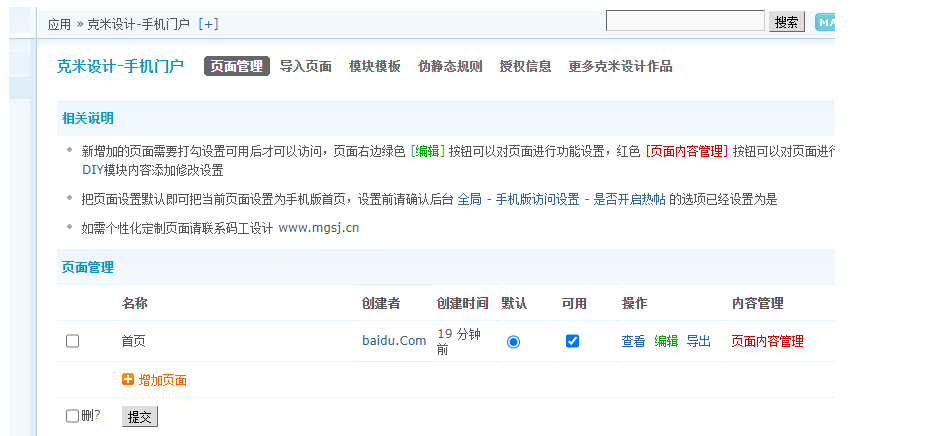 应用 » 克米设计-手机门户 [+]
搜索
克米设计-手机门户 页面管理 导入页面 模块模板 伪静态规则 授权信息 更多克米设计作品
相关说明
新增加的页面需要打勾设置可用后才可以访问，页面右边绿色 [编辑] 按钮可以对页面进行功能设置，红色 [页面内容管理] 按钮可以对页面进行
DIY模块内容添加修改设置
把页面设置默认即可把当前页面设置为手机版首页，设置前请确认后台 全局 - 手机版访问设置 - 是否开启热帖 的选项已经设置为是
如需个性化定制页面请联系码工设计 www.mgsj.cn
页面管理
名称 创建者 创建时间 默认 可用 操作 内容管理
首页 baidu.Com 19 分钟前 查看 编辑 导出 页面内容管理
增加页面
删? 提交